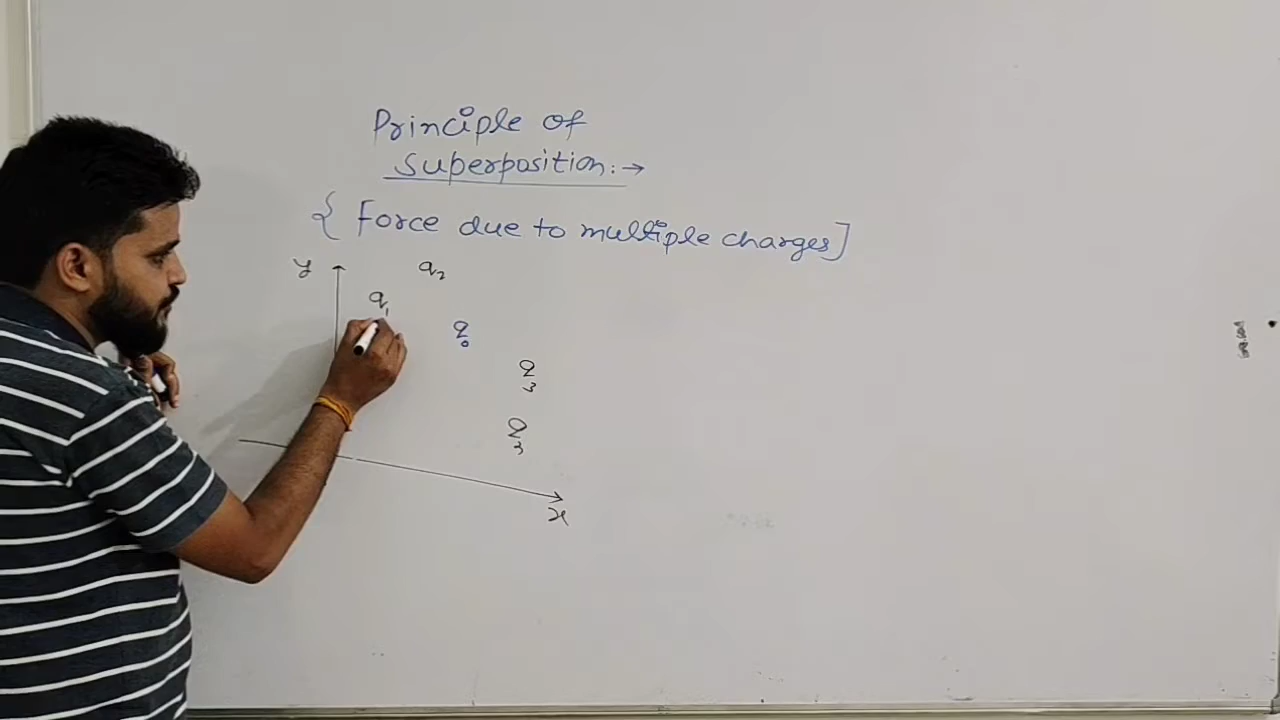 Principle of
Superposition :→
{ Force due to multiple charges]
y
q₂
q₁
q₀
q₃
q₃
x